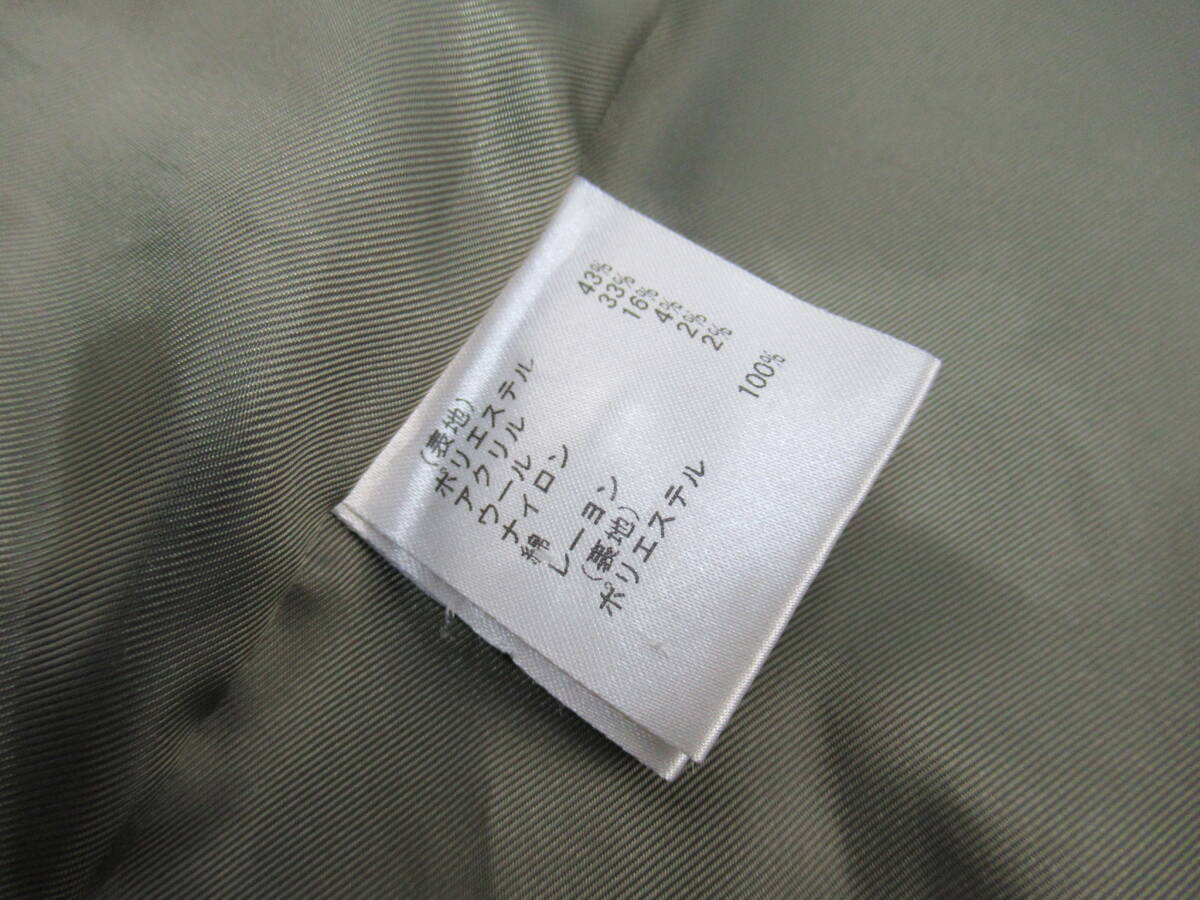 (表地)
ポリエステル 43%
アクリル 33%
ウール 16%
ナイロン 4%
綿 2%
レーヨン 2%
(裏地)
ポリエステル 100%